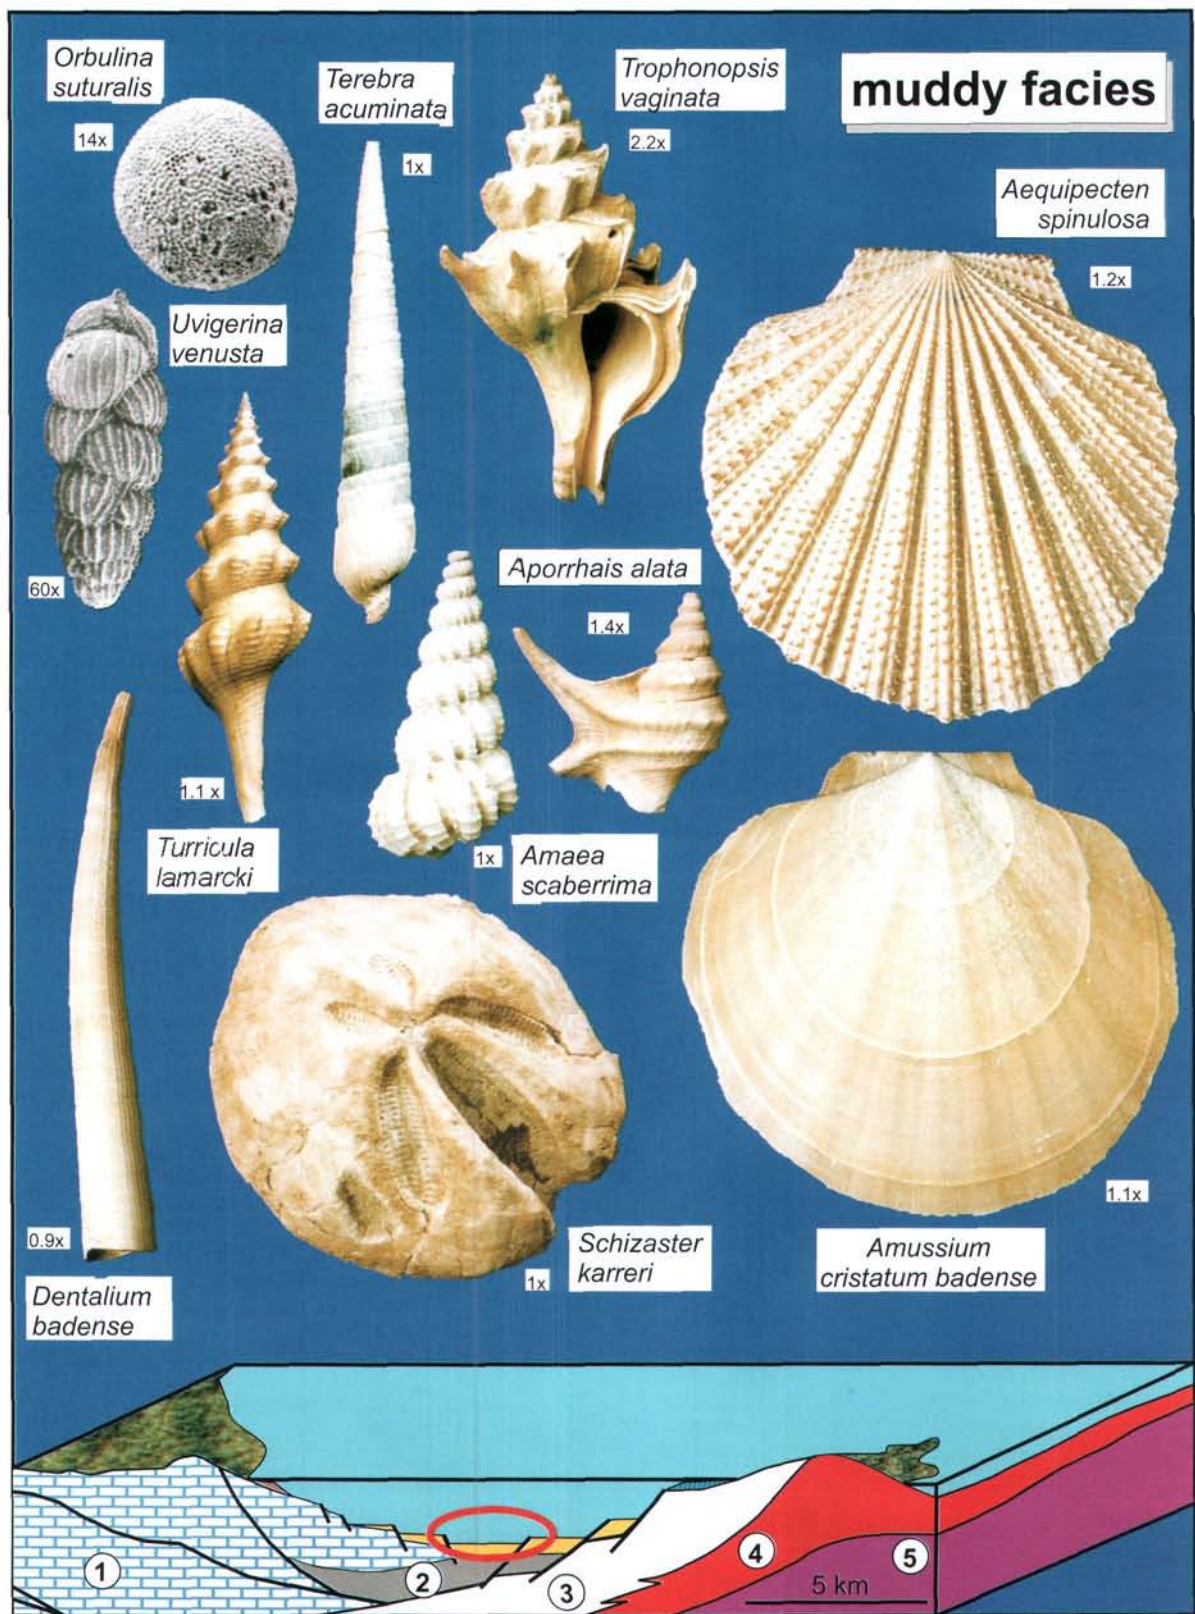 Orbulina
suturalis
14x
Terebra
acuminata
1x
Trophonopsis
vaginata
2.2x
muddy facies
Aequipecten
spinulosa
1.2x
Uvigerina
venusta
60x
Aporrhais alata
1.4x
1.1 x
Turricula
lamarcki
1x
Amaea
scaberrima
0.9x
Dentalium
badense
Schizaster
karreri
1x
1.1x
Amussium
cristatum badense
1
2
3
4
5
5 km